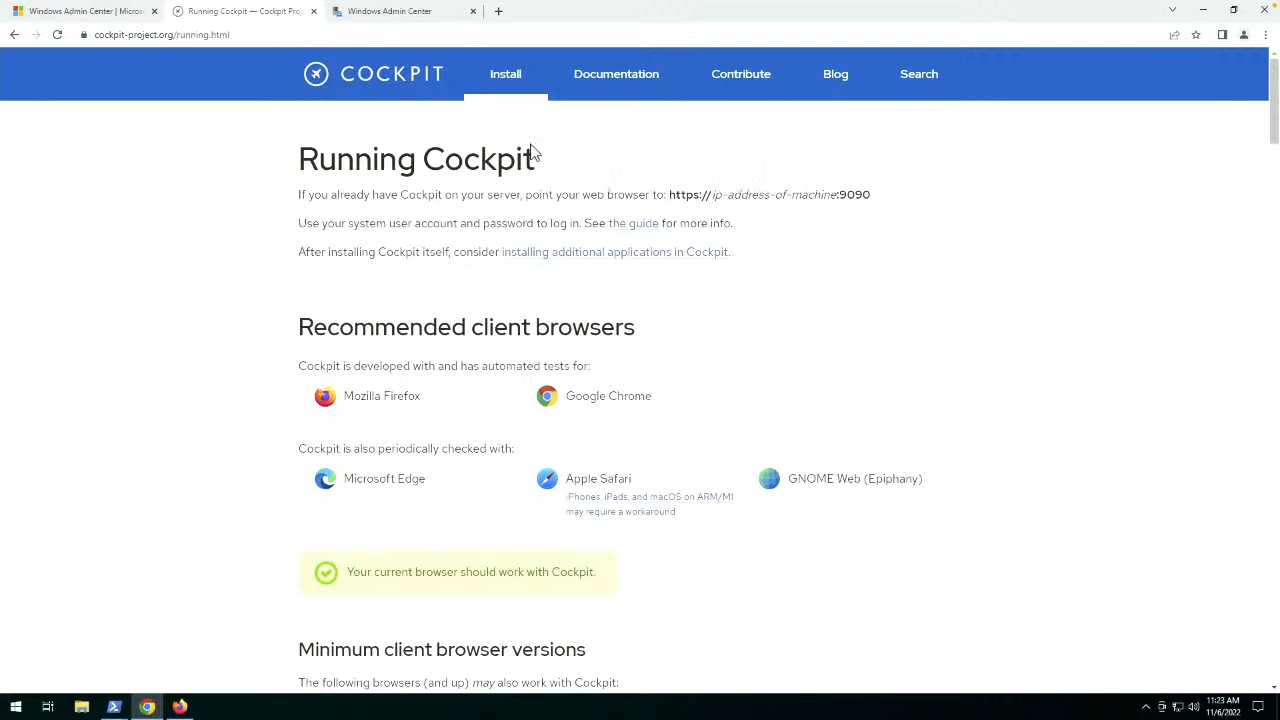 Windows Admin Center | Micros
Running Cockpit — Cockpit Proj
Windows Admin Center
cockpit-project.org/running.html
COCKPIT
Install
Documentation
Contribute
Blog
Search
Running Cockpit
If you already have Cockpit on your server, point your web browser to: https://ip-address-of-machine:9090
Use your system user account and password to log in. See the guide for more info.
After installing Cockpit itself, consider installing additional applications in Cockpit.
Recommended client browsers
Cockpit is developed with and has automated tests for:
Mozilla Firefox
Google Chrome
Cockpit is also periodically checked with:
Microsoft Edge
Apple Safari
iPhones, iPads, and macOS on ARM/M1
may require a workaround
GNOME Web (Epiphany)
Your current browser should work with Cockpit.
Minimum client browser versions
The following browsers (and up) may also work with Cockpit:
11:23 AM
11/6/2022